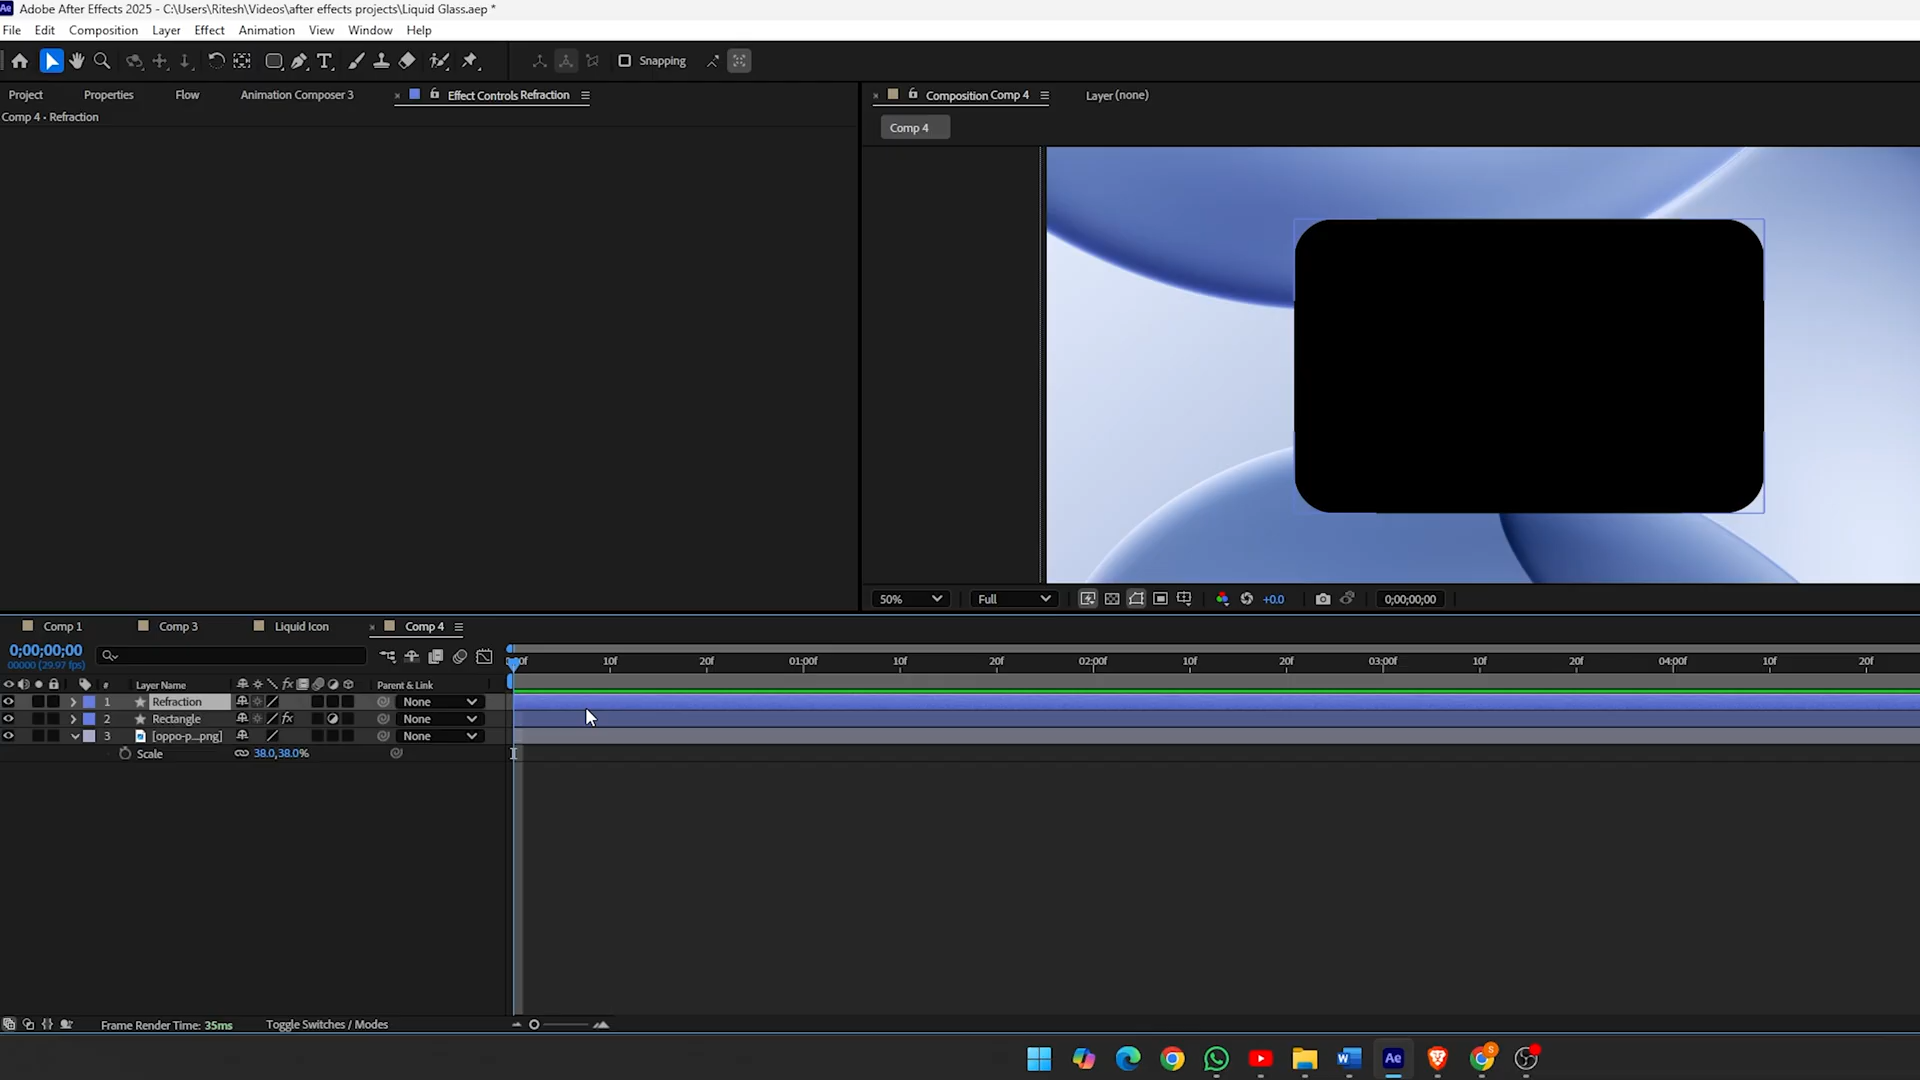 Adobe After Effects 2025 - C:\Users\Ritesh\Videos\after effects projects\Liquid Glass.aep *
File Edit Composition Layer Effect Animation View Window Help
Snapping
Project Properties Flow Animation Composer 3 × Effect Controls Refraction
× Composition Comp 4 Layer (none)
Comp 4 • Refraction
Comp 4
50% Full +0.0 0;00;00;00
Comp 1 Comp 3 Liquid Icon × Comp 4
0;00;00;00
00000 (29.97 fps)
10f 20f 01:00f 10f 20f 02:00f 10f 20f 03:00f 10f 20f 04:00f 10f 20f
# Layer Name fx Parent & Link
1 Refraction None
2 Rectangle fx None
3 [oppo-p...png] None
Scale 38.0,38.0%
Frame Render Time: 35ms Toggle Switches / Modes